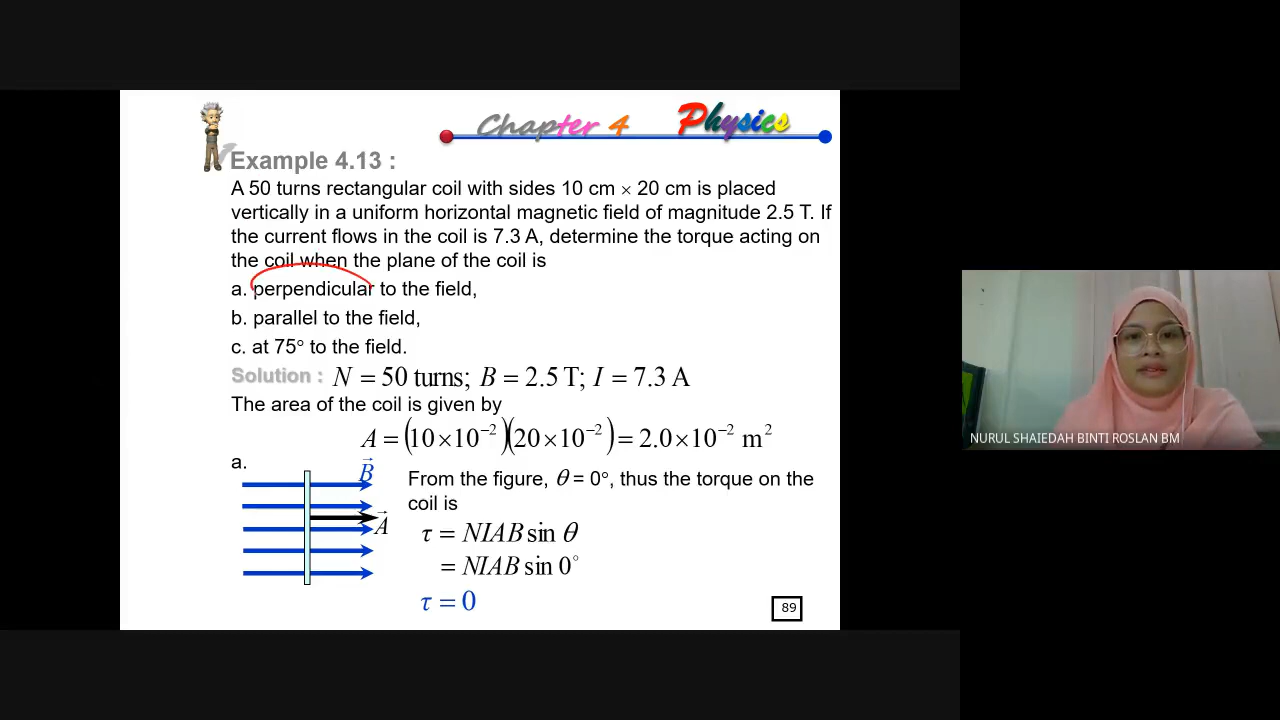 Chapter 4 Physics
Example 4.13 :
A 50 turns rectangular coil with sides 10 cm × 20 cm is placed
vertically in a uniform horizontal magnetic field of magnitude 2.5 T. If
the current flows in the coil is 7.3 A, determine the torque acting on
the coil when the plane of the coil is
a. perpendicular to the field,
b. parallel to the field,
c. at 75° to the field.
Solution : N = 50 turns; B = 2.5 T; I = 7.3 A
The area of the coil is given by
A = (10×10⁻²)(20×10⁻²) = 2.0×10⁻² m²
a.
B⃗
A⃗
From the figure, θ = 0°, thus the torque on the
coil is
τ = NIAB sin θ
= NIAB sin 0°
τ = 0
89
NURUL SHAIEDAH BINTI ROSLAN BM